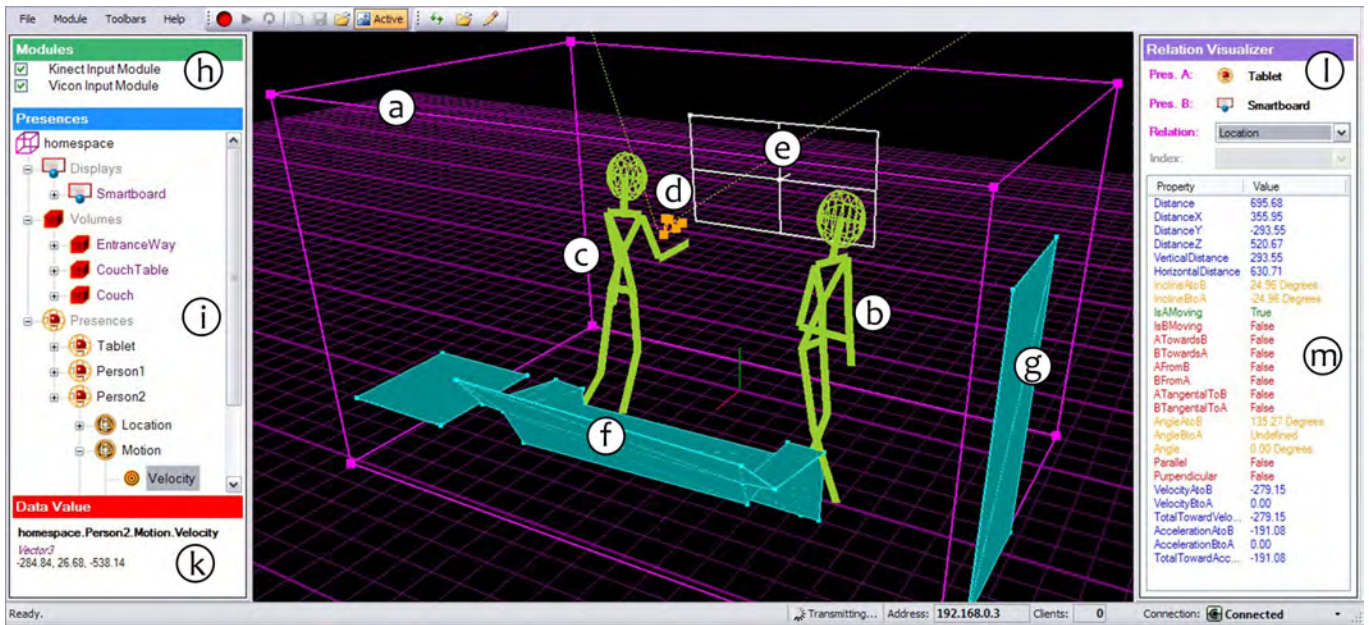 File Module Toolbars Help Active
Modules
Kinect Input Module
Vicon Input Module
h
Presences
homespace
Displays
Smartboard
Volumes
EntranceWay
CouchTable
Couch
Presences
i
Tablet
Person1
Person2
Location
Motion
Velocity
Data Value
homespace.Person2.Motion.Velocity
Vector3
-284.84, 26.68, -538.14
k
a
e
d
c
b
g
f
Relation Visualizer
Pres. A: Tablet
l
Pres. B: Smartboard
Relation: Location
Index:
Property Value
Distance 695.68
DistanceX 355.95
DistanceY -293.55
DistanceZ 520.67
VerticalDistance 293.55
HorizontalDistance 630.71
InclineAtoB 24.96 Degrees
InclineBtoA -24.96 Degrees
IsAMoving True
IsBMoving False
ATowardsB False
BTowardsA False
AFromB False
BFromA False
ATangentalToB False
BTangentalToA False
AngleAtoB 135.27 Degrees
AngleBtoA Undefined
Angle 0.00 Degrees
Parallel False
Purpendicular False
VelocityAtoB -279.15
VelocityBtoA 0.00
TotalTowardVelo... -279.15
AccelerationAtoB -191.08
AccelerationBtoA 0.00
TotalTowardAcc... -191.08
m
Ready. Transmitting... Address: 192.168.0.3 Clients: 0 Connection: Connected